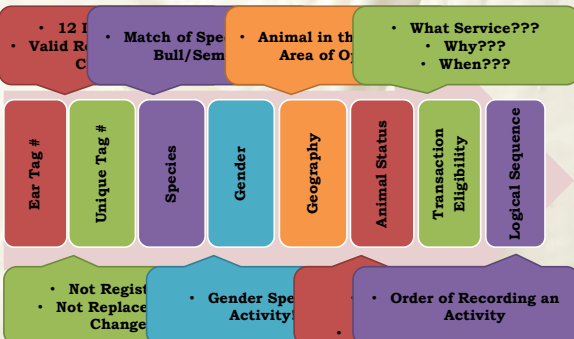 • 12
• Valid
• Match of
Bull/Sem
• Animal in
Area of
• What Service???
• Why???
• When???
Ear Tag #
Unique Tag #
Species
Gender
Geography
Animal Status
Transaction
Eligibility
Logical Sequence
• Not Regist
• Not Replace
Change
• Gender Spe
Activity
•
•
• Order of Recording an
Activity